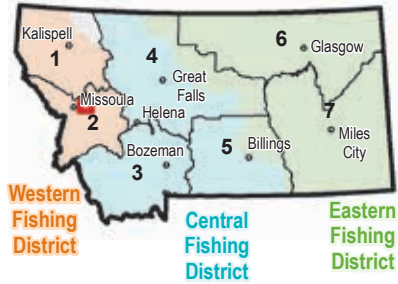 Kalispell
1
4
6
Glasgow
Great
Falls
Missoula
2
Helena
7
Miles
City
Bozeman
3
5
Billings
Western
Fishing
District
Central
Fishing
District
Eastern
Fishing
District